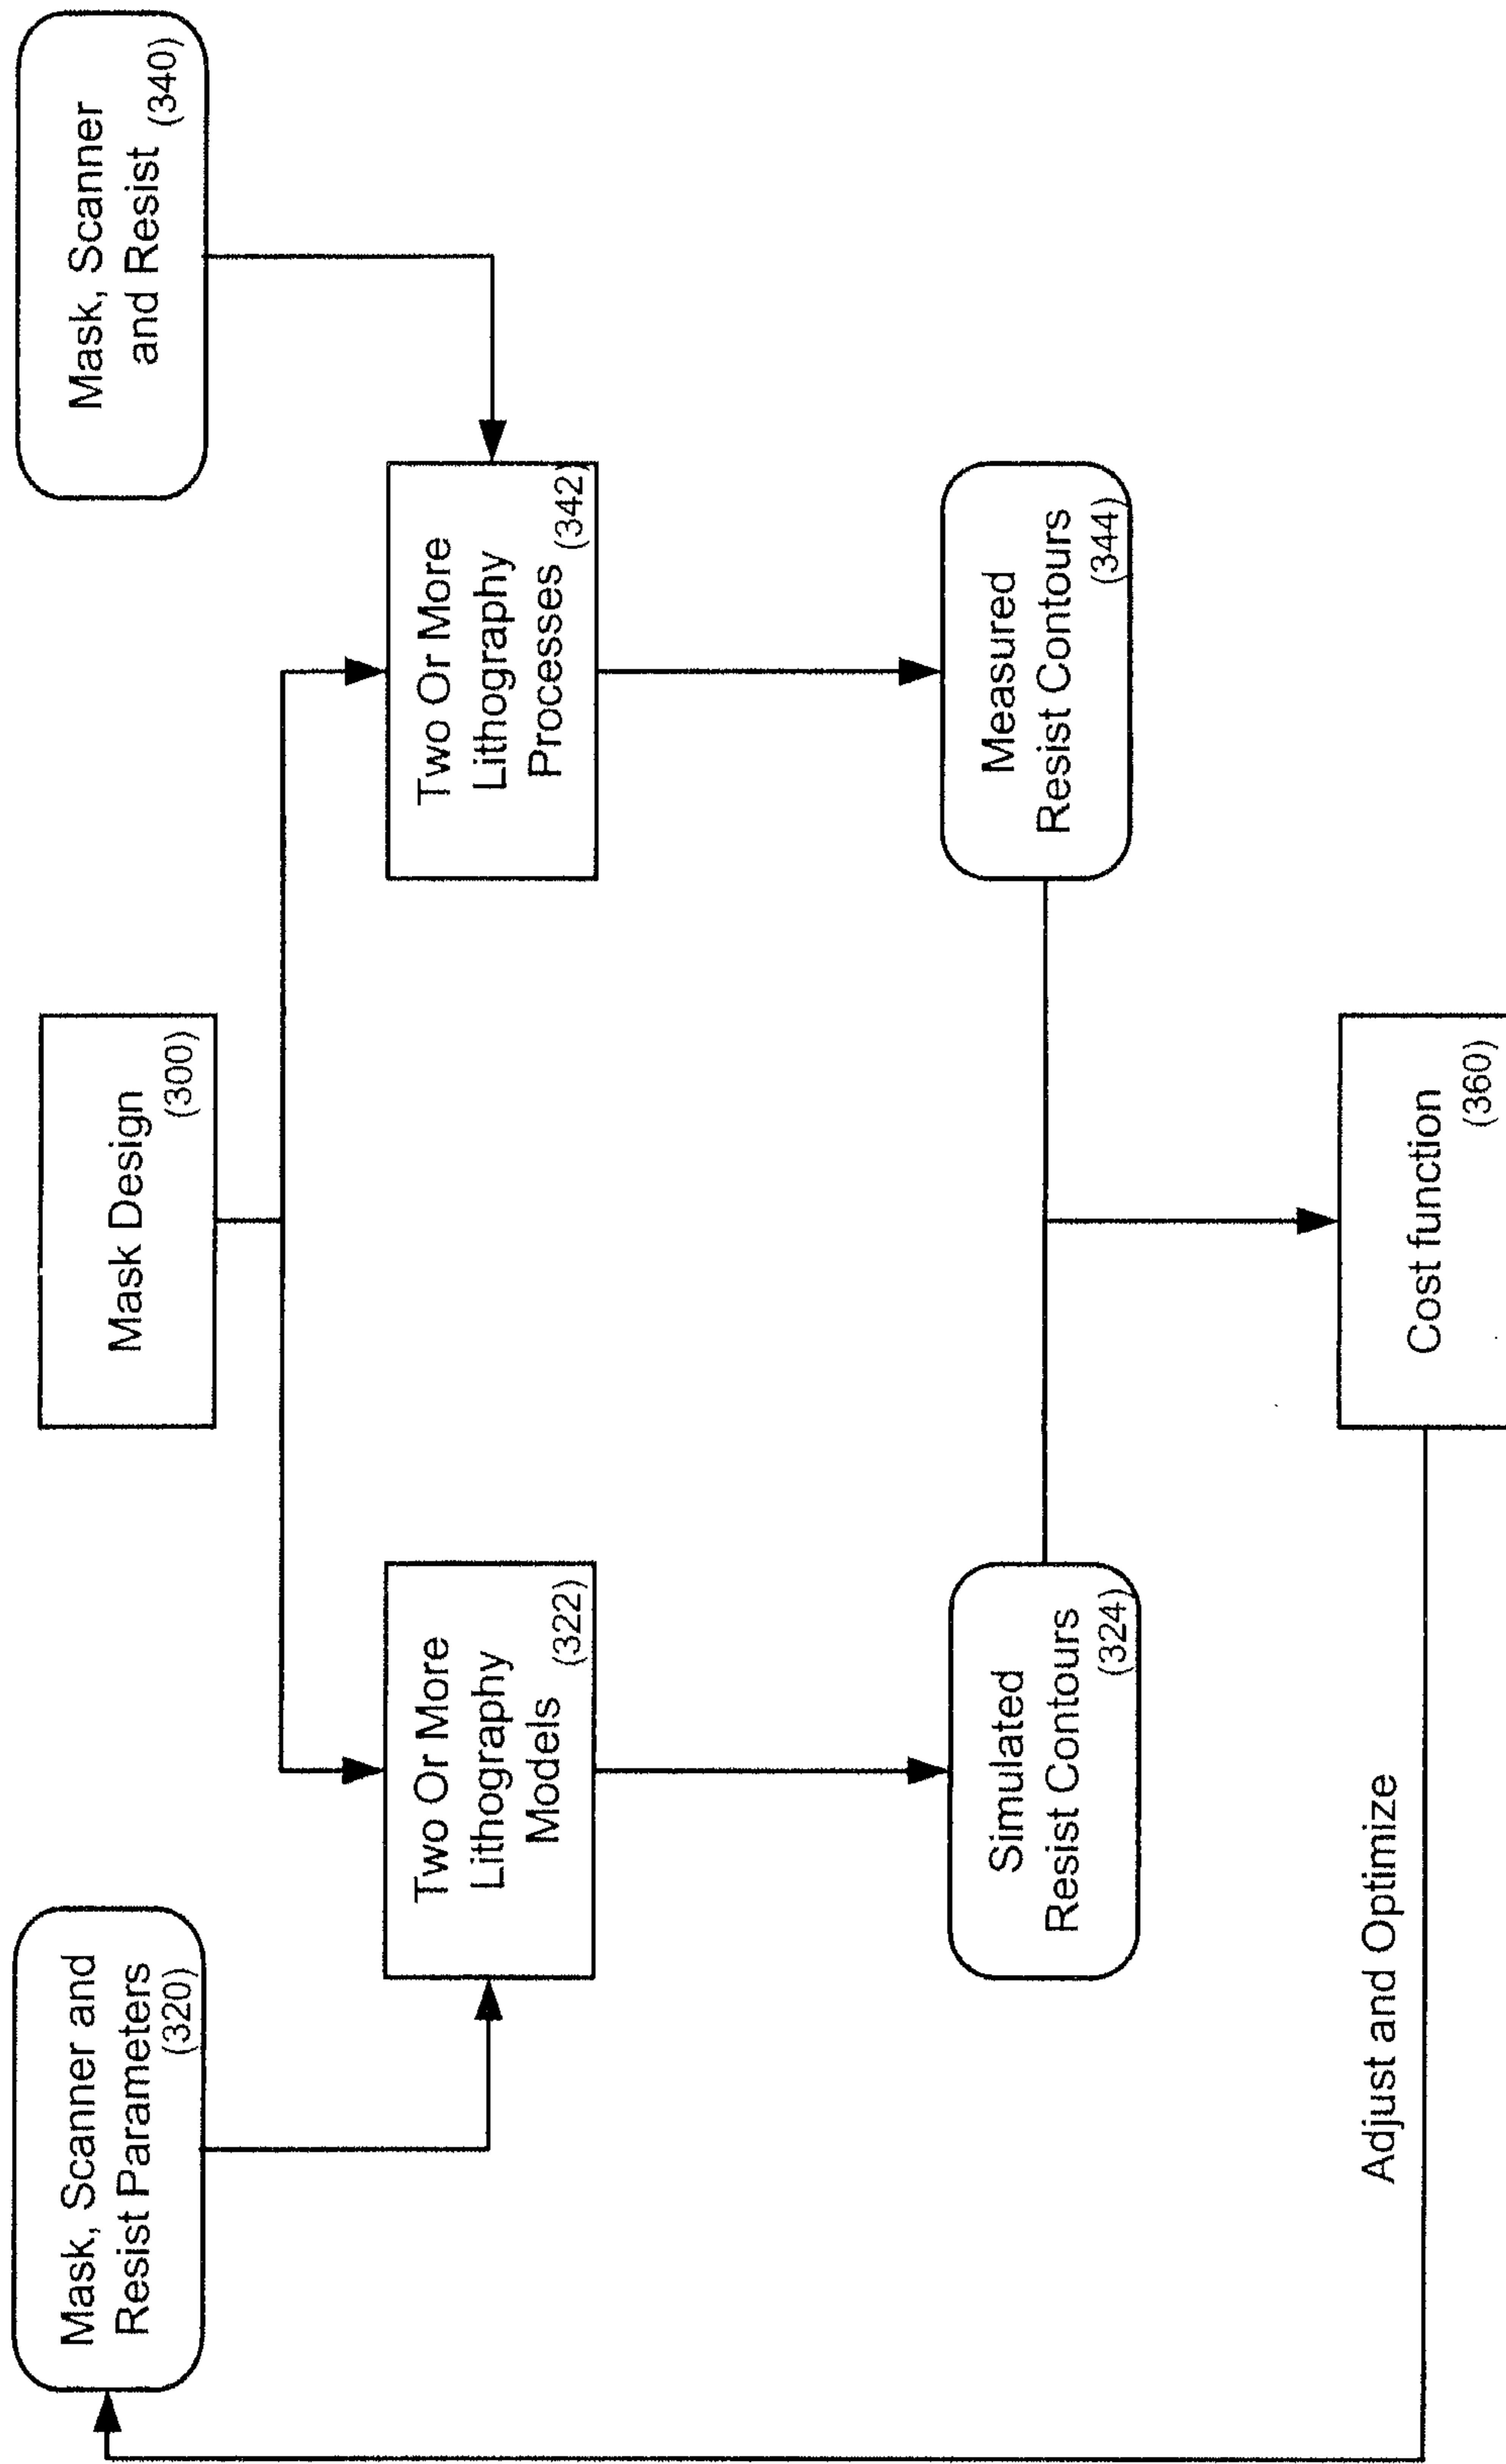 Mask, Scanner and
Resist Parameters
(320)
Mask Design
(300)
Mask, Scanner
and Resist
(340)
Two Or More
Lithography
Models
(322)
Two Or More
Lithography
Processes
(342)
Simulated
Resist Contours
(324)
Measured
Resist Contours
(344)
Adjust and Optimize
Cost function
(360)